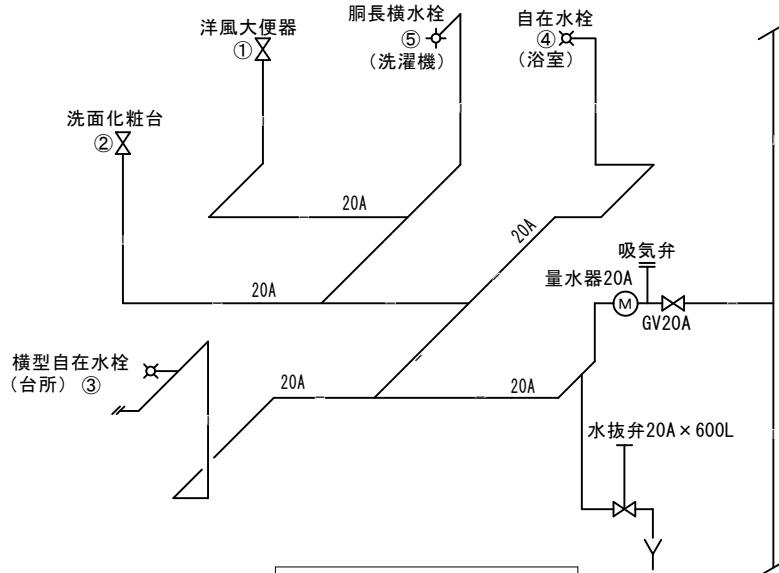 洋風大便器
①
胴長横水栓
⑤
(洗濯機)
自在水栓
④
(浴室)
洗面化粧台
②
20A
20A
吸気弁
量水器20A
M
GV20A
20A
横型自在水栓
(台所) ③
20A
20A
水抜弁20A×600L